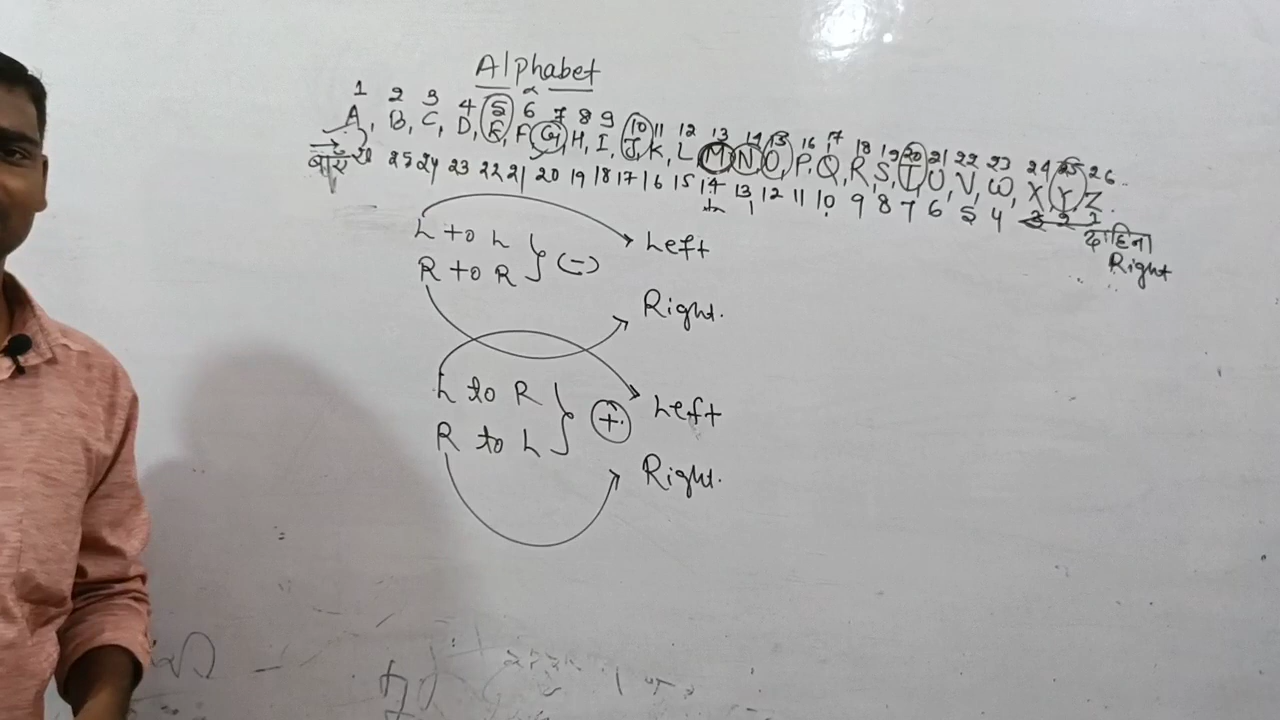 Alphabet
1 2 3 4 5 6 7 8 9 10 11 12 13 14 15 16 17 18 19 20 21 22 23 24 25 26
A, B, C, D, E, F, G, H, I, J, K, L, M, N, O, P, Q, R, S, T, U, V, W, X, Y, Z.
बाएं 26 25 24 23 22 21 20 19 18 17 16 15 14 13 12 11 10 9 8 7 6 5 4 3 2 1
दाहिना
Right
L to L Left
R to R (-)
Right.
L to R Left
R to L (+)
Right.